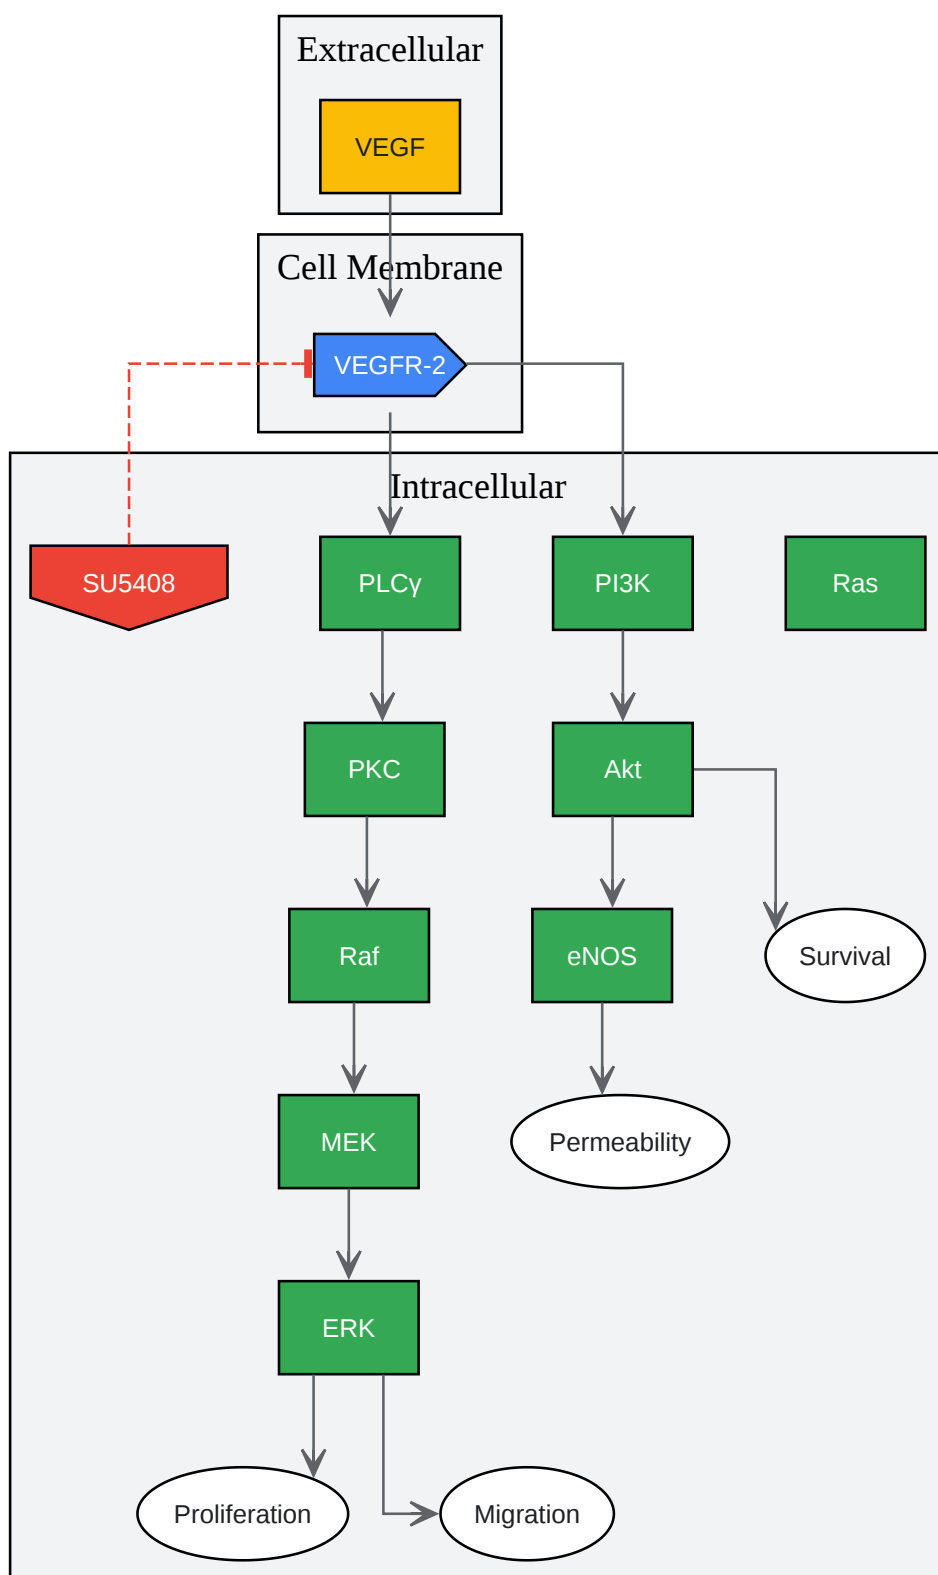 Extracellular
VEGF
Cell Membrane
VEGFR-2
Intracellular
SU5408
PLCγ
PI3K
Ras
PKC
Akt
Raf
eNOS
Survival
MEK
Permeability
ERK
Proliferation
Migration